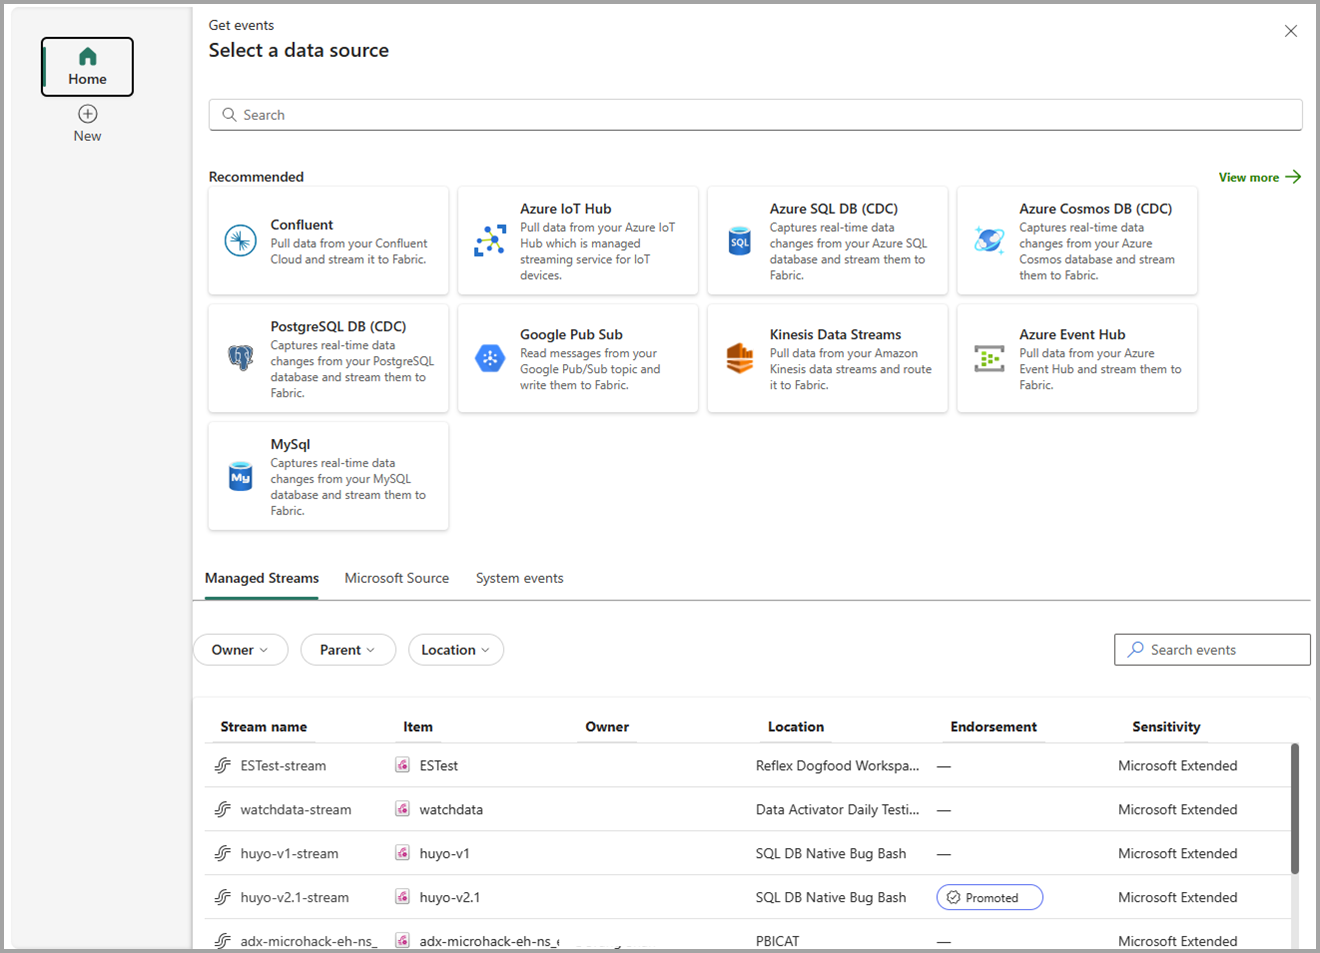 Get events
Select a data source
Home
New
Search
Recommended
View more
Confluent
Pull data from your Confluent
Cloud and stream it to Fabric.
Azure IoT Hub
Pull data from your Azure IoT
Hub which is managed
streaming service for IoT
devices.
SQL
Azure SQL DB (CDC)
Captures real-time data
changes from your Azure SQL
database and stream them to
Fabric.
Azure Cosmos DB (CDC)
Captures real-time data
changes from your Azure
Cosmos database and stream
them to Fabric.
PostgreSQL DB (CDC)
Captures real-time data
changes from your PostgreSQL
database and stream them to
Fabric.
Google Pub Sub
Read messages from your
Google Pub/Sub topic and
write them to Fabric.
Kinesis Data Streams
Pull data from your Amazon
Kinesis data streams and route
it to Fabric.
Azure Event Hub
Pull data from your Azure
Event Hub and stream them to
Fabric.
My
MySql
Captures real-time data
changes from your MySQL
database and stream them to
Fabric.
Managed Streams Microsoft Source System events
Owner Parent Location Search events
Stream name Item Owner Location Endorsement Sensitivity
ESTest-stream ESTest Reflex Dogfood Workspa... — Microsoft Extended
watchdata-stream watchdata Data Activator Daily Testi... — Microsoft Extended
huyo-v1-stream huyo-v1 SQL DB Native Bug Bash — Microsoft Extended
huyo-v2.1-stream huyo-v2.1 SQL DB Native Bug Bash Promoted Microsoft Extended
adx-microhack-eh-ns_ adx-microhack-eh-ns_ PBICAT — Microsoft Extended